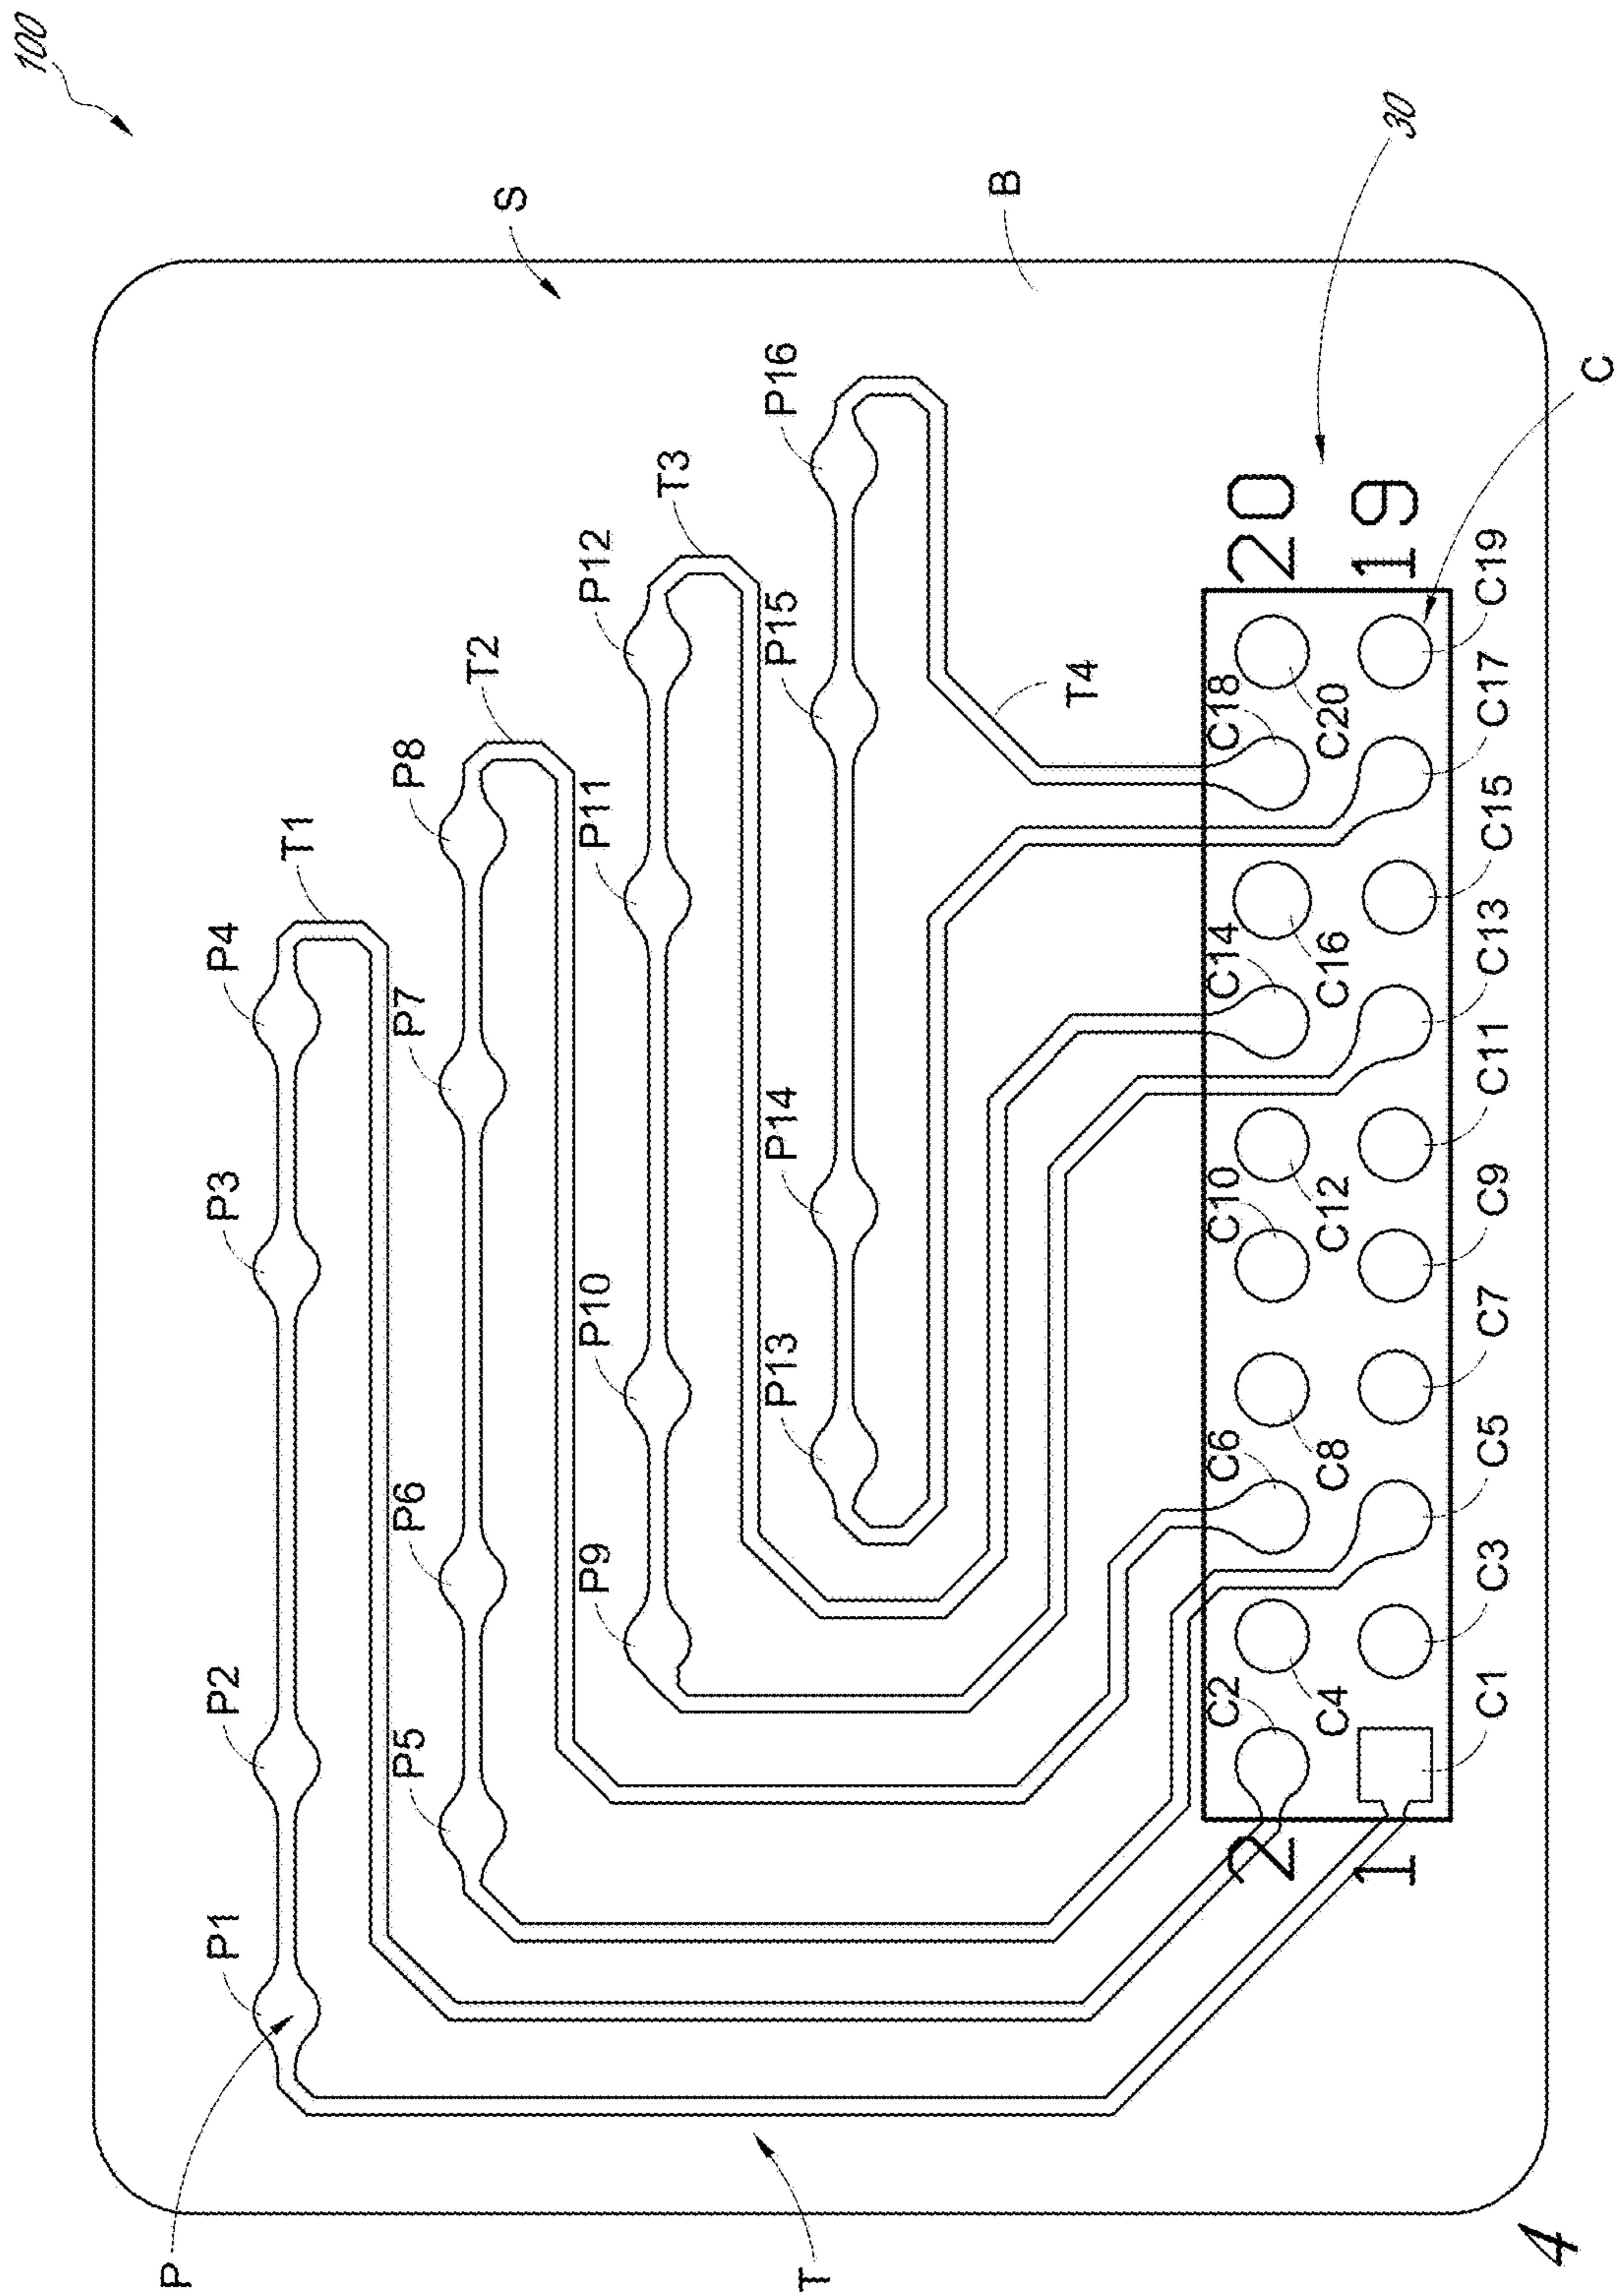 100
P
P1 P2 P3 P4
T1
P5 P6 P7 P8
T2
S
P9 P10 P11 P12
T3
P13 P14 P15 P16
T
B
T4
C2 C6 C10 C14 C18
2 20
C4 C8 C12 C16 C20
1 19
30
C1 C3 C5 C7 C9 C11 C13 C15 C17 C19
4
C